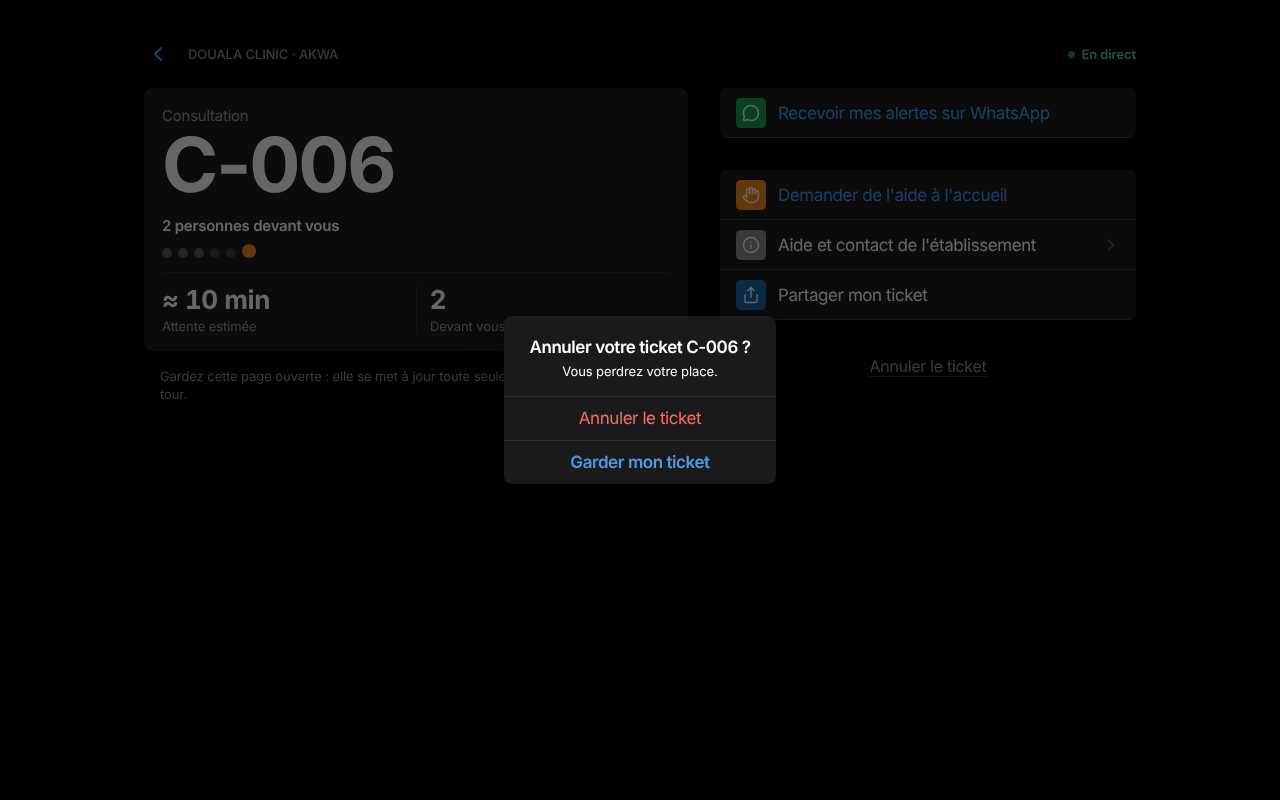 DOUALA CLINIC · AKWA
En direct
Consultation
C-006
2 personnes devant vous
≈ 10 min
Attente estimée
2
Devant vous
Gardez cette page ouverte : elle se met à jour toute seule
tour.
Recevoir mes alertes sur WhatsApp
Demander de l'aide à l'accueil
Aide et contact de l'établissement
Partager mon ticket
Annuler le ticket
Annuler votre ticket C-006 ?
Vous perdrez votre place.
Annuler le ticket
Garder mon ticket